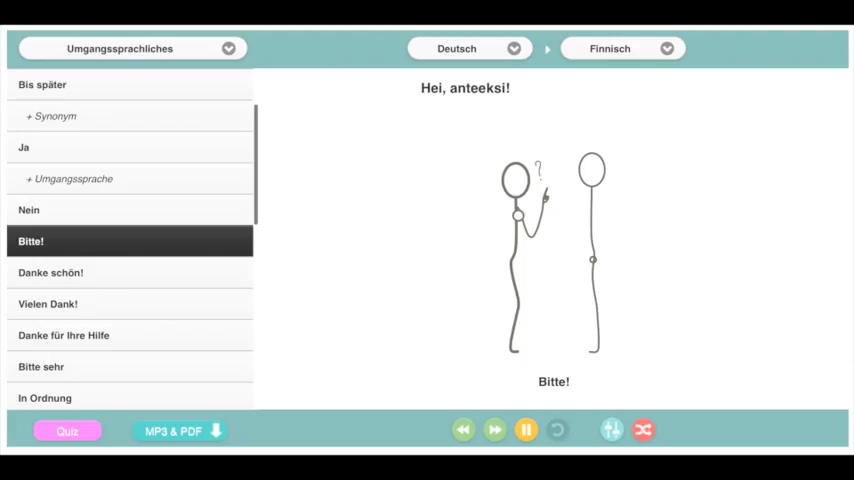 Umgangssprachliches
Deutsch
Finnisch
Bis später
+ Synonym
Ja
+ Umgangssprache
Nein
Bitte!
Danke schön!
Vielen Dank!
Danke für Ihre Hilfe
Bitte sehr
In Ordnung
Hei, anteeksi!
?
Bitte!
Quiz
MP3 & PDF